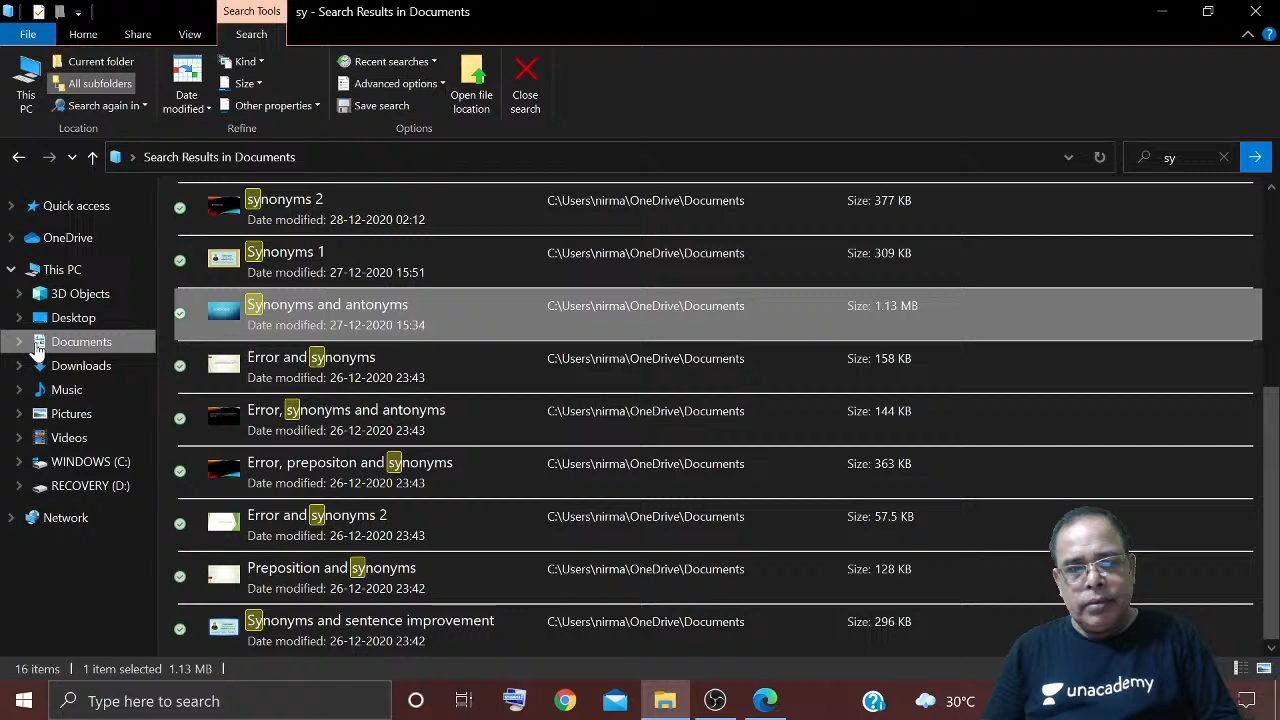 Search Tools
sy - Search Results in Documents
File
Home
Share
View
Search
This PC
Current folder
All subfolders
Search again in
Location
Date modified
Kind
Size
Other properties
Refine
Recent searches
Advanced options
Save search
Options
Open file location
Close search
Search Results in Documents
sy
Quick access
OneDrive
This PC
3D Objects
Desktop
Documents
Downloads
Music
Pictures
Videos
WINDOWS (C:)
RECOVERY (D:)
Network
synonyms 2
C:\Users\nirma\OneDrive\Documents
Size: 377 KB
Date modified: 28-12-2020 02:12
Synonyms 1
C:\Users\nirma\OneDrive\Documents
Size: 309 KB
Date modified: 27-12-2020 15:51
Synonyms and antonyms
C:\Users\nirma\OneDrive\Documents
Size: 1.13 MB
Date modified: 27-12-2020 15:34
Error and synonyms
C:\Users\nirma\OneDrive\Documents
Size: 158 KB
Date modified: 26-12-2020 23:43
Error, synonyms and antonyms
C:\Users\nirma\OneDrive\Documents
Size: 144 KB
Date modified: 26-12-2020 23:43
Error, prepositon and synonyms
C:\Users\nirma\OneDrive\Documents
Size: 363 KB
Date modified: 26-12-2020 23:43
Error and synonyms 2
C:\Users\nirma\OneDrive\Documents
Size: 57.5 KB
Date modified: 26-12-2020 23:43
Preposition and synonyms
C:\Users\nirma\OneDrive\Documents
Size: 128 KB
Date modified: 26-12-2020 23:42
Synonyms and sentence improvement
C:\Users\nirma\OneDrive\Documents
Size: 296 KB
Date modified: 26-12-2020 23:42
16 items
1 item selected 1.13 MB
unacademy
Type here to search
30°C